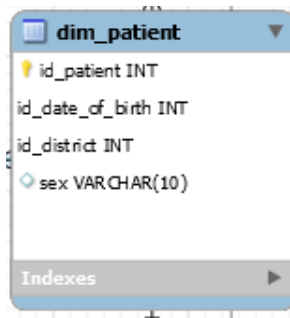 dim_patient
id_patient INT
id_date_of_birth INT
id_district INT
sex VARCHAR(10)
Indexes